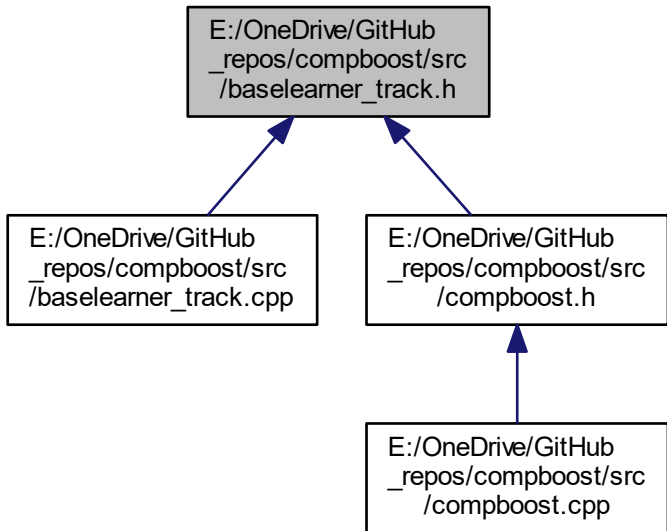 E:/OneDrive/GitHub
_repos/compboost/src
/baselearner_track.h
E:/OneDrive/GitHub
_repos/compboost/src
/baselearner_track.cpp
E:/OneDrive/GitHub
_repos/compboost/src
/compboost.h
E:/OneDrive/GitHub
_repos/compboost/src
/compboost.cpp